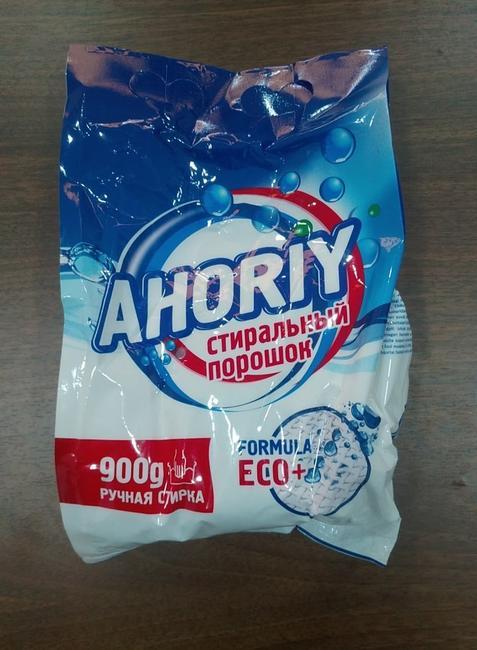 AHORIY
стиральный
порошок
FORMULA
ECO+
900g
РУЧНАЯ СТИРКА